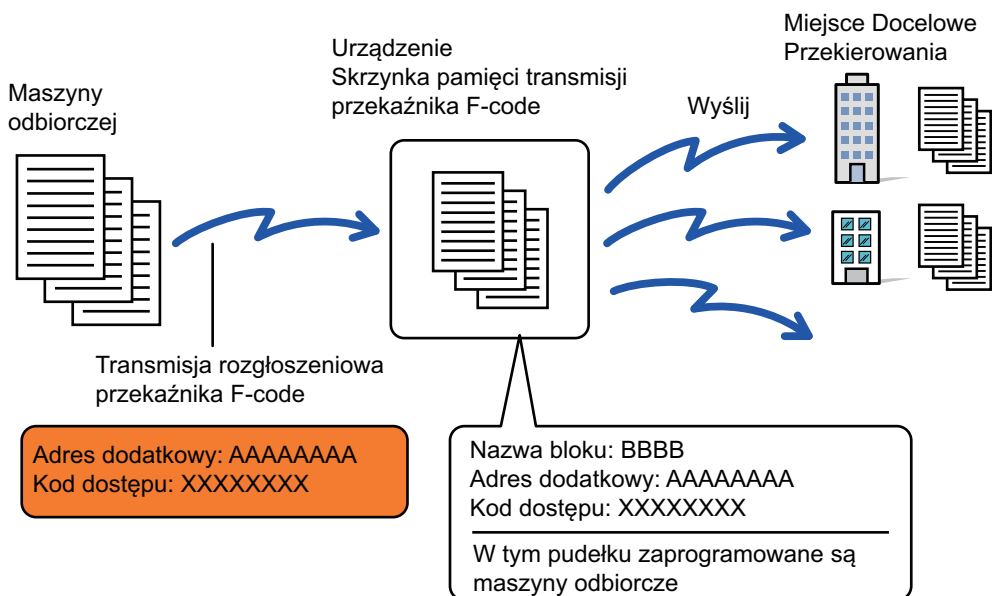 Maszyny
odbiorczej
Urządzenie
Skrzynka pamięci transmisji
przekaźnika F-code
Wyślij
Miejsce Docelowe
Przekierowania
Transmisja rozgłoszeniowa
przekaźnika F-code
Adres dodatkowy: AAAAAAAA
Kod dostępu: XXXXXXXX
Nazwa bloku: BBBB
Adres dodatkowy: AAAAAAAA
Kod dostępu: XXXXXXXX
W tym pudełku zaprogramowane są
maszyny odbiorcze